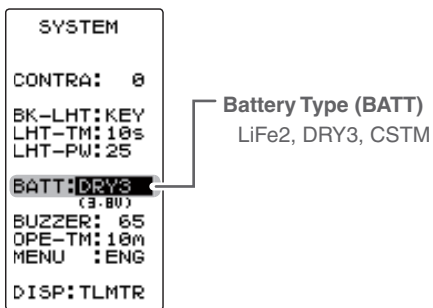 SYSTEM
CONTRA: 0
BK-LHT:KEY
LHT-TM:10s
LHT-PW:25
BATT:DRY3
(3.8V)
BUZZER: 65
OPE-TM:10m
MENU :ENG
DISP:TLMTR
Battery Type (BATT)
LiFe2, DRY3, CSTM